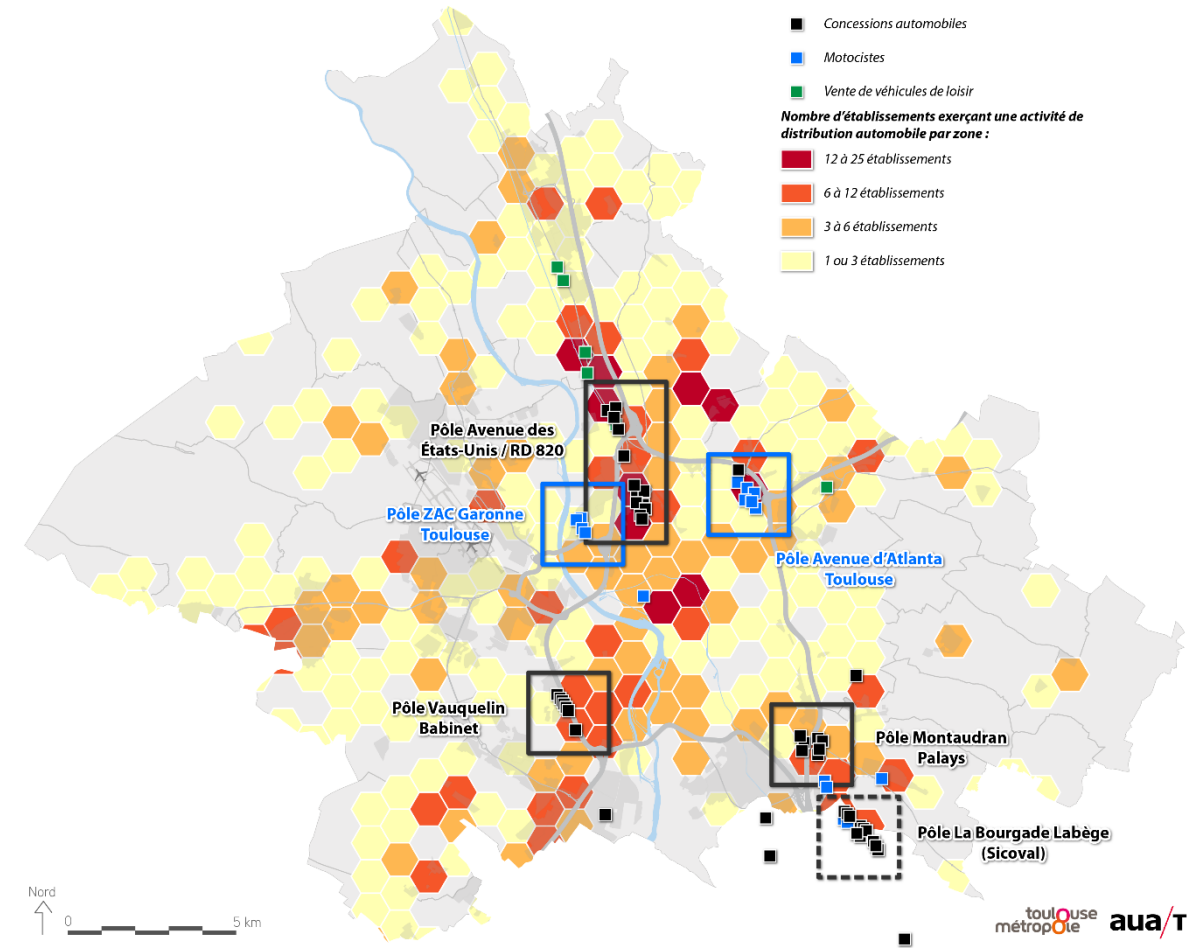 Concessions automobiles
Motocistes
Vente de véhicules de loisir
Nombre d'établissements exerçant une activité de
distribution automobile par zone :
12 à 25 établissements
6 à 12 établissements
3 à 6 établissements
1 ou 3 établissements
Pôle Avenue des
États-Unis / RD 820
Pôle ZAC Garonne
Toulouse
Pôle Avenue d'Atlanta
Toulouse
Pôle Vauquelin
Babinet
Pôle Montaudran
Palays
Pôle La Bourgade Labège
(Sicoval)
Nord
0
5 km
toulouse
métropole
aua/T